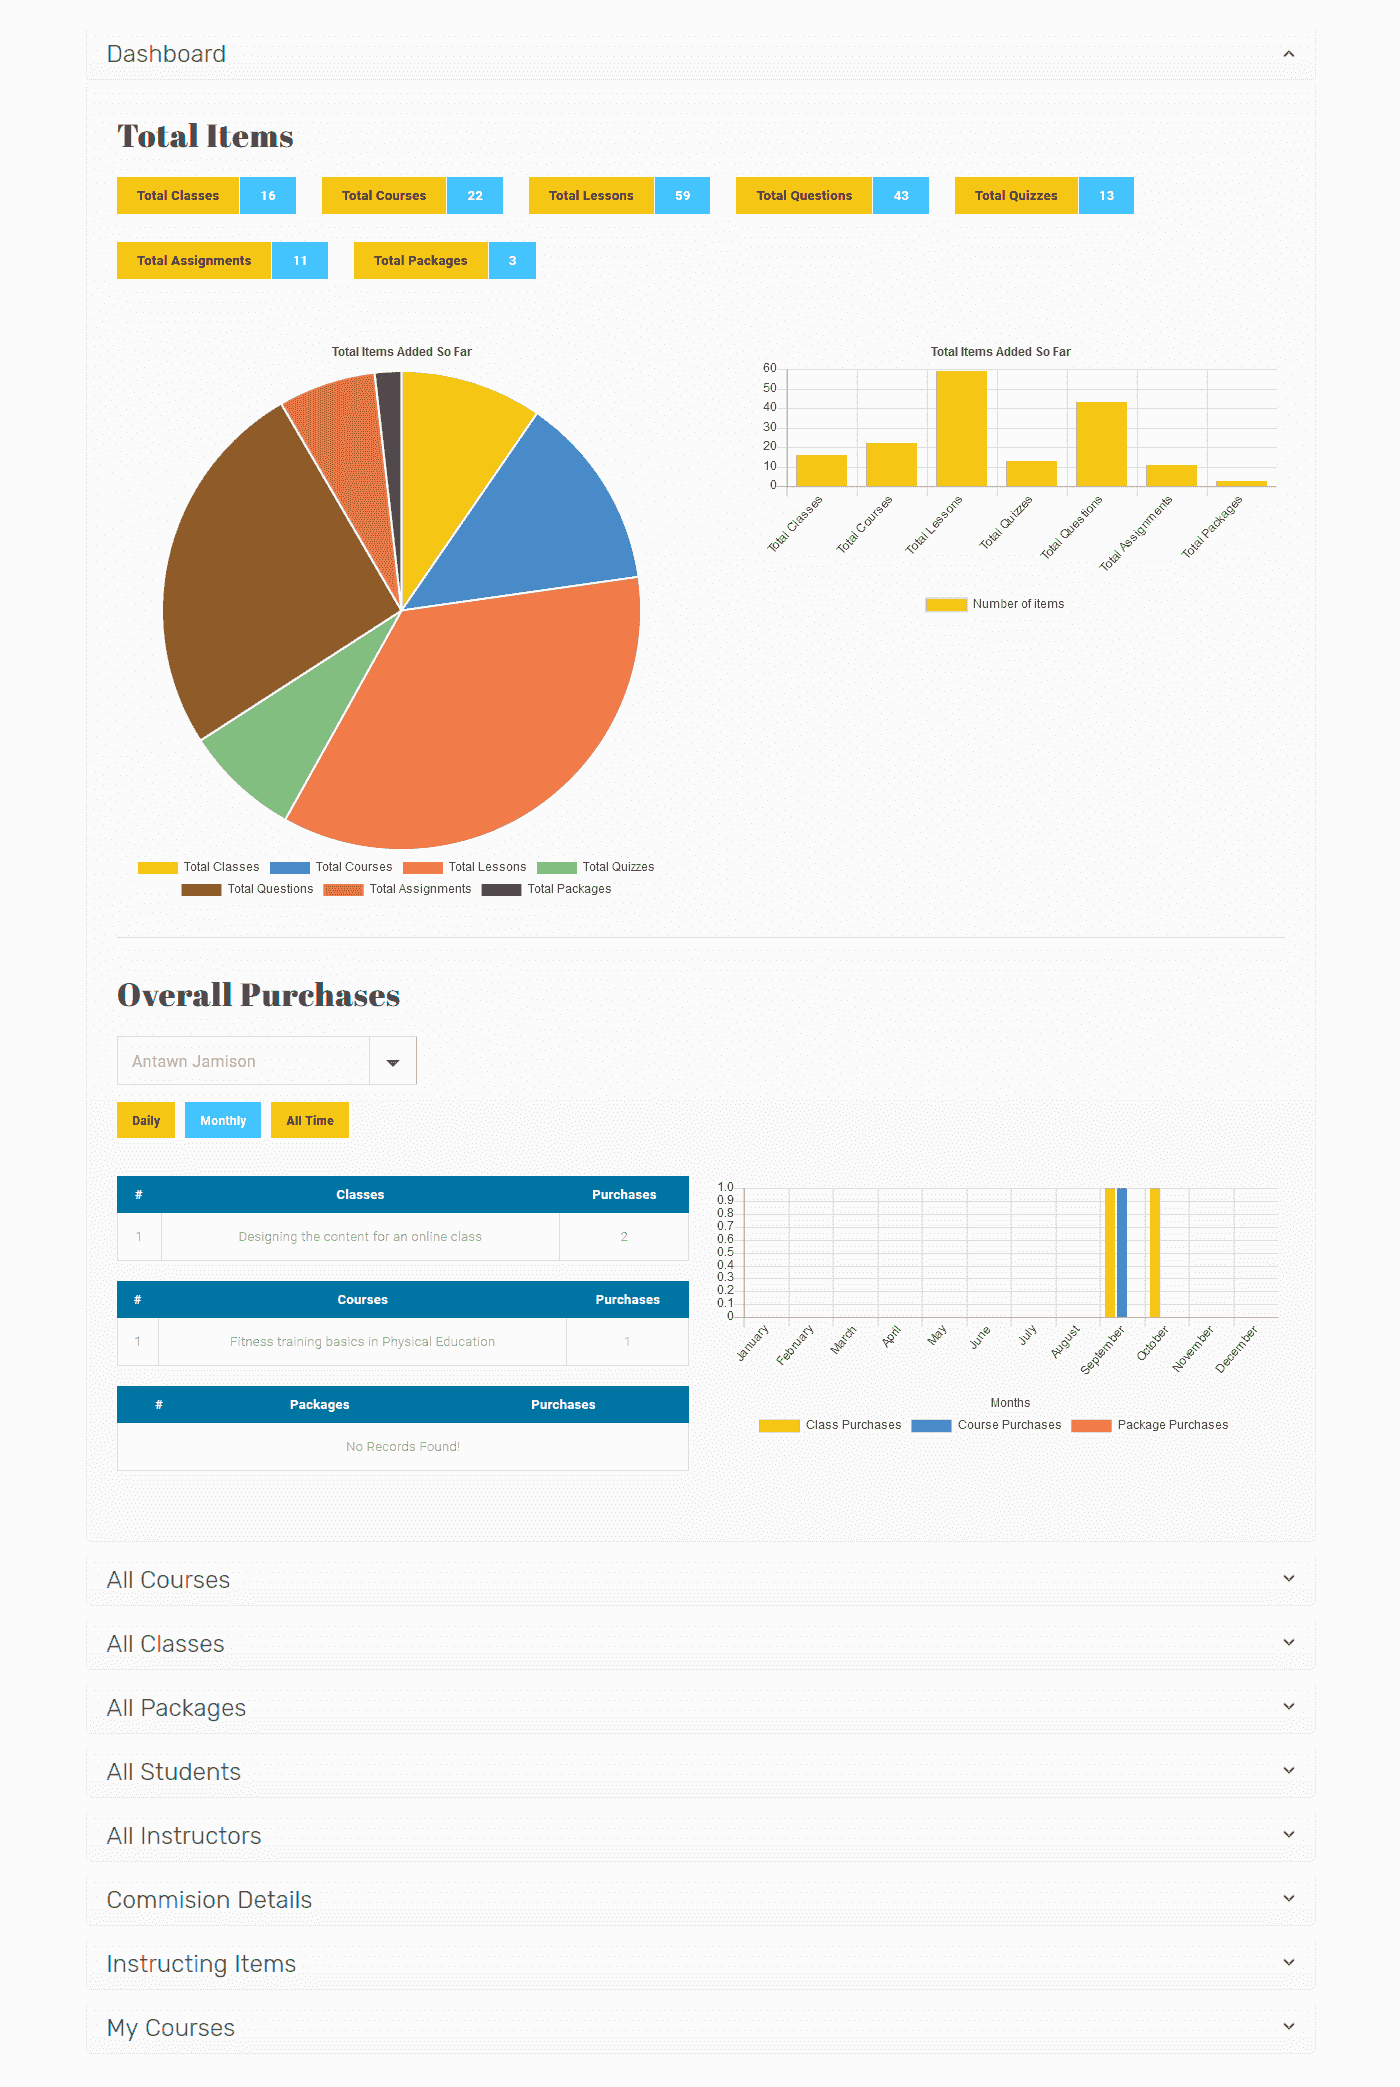 Dashboard
Total Items
Total Classes 16 Total Courses 22 Total Lessons 59 Total Questions 43 Total Quizzes 13
Total Assignments 11 Total Packages 3
Total Items Added So Far
Total Classes Total Courses Total Lessons Total Quizzes
Total Questions Total Assignments Total Packages
Total Items Added So Far
60
50
40
30
20
10
0
Total Classes Total Courses Total Lessons Total Quizzes Total Questions Total Assignments Total Packages
Number of items
Overall Purchases
Antawn Jamison
Daily Monthly All Time
# Classes Purchases
1 Designing the content for an online class 2
# Courses Purchases
1 Fitness training basics in Physical Education 1
# Packages Purchases
No Records Found!
1.0
0.9
0.8
0.7
0.6
0.5
0.4
0.3
0.2
0.1
0
January February March April May June July August September October November December
Months
Class Purchases Course Purchases Package Purchases
All Courses
All Classes
All Packages
All Students
All Instructors
Commision Details
Instructing Items
My Courses